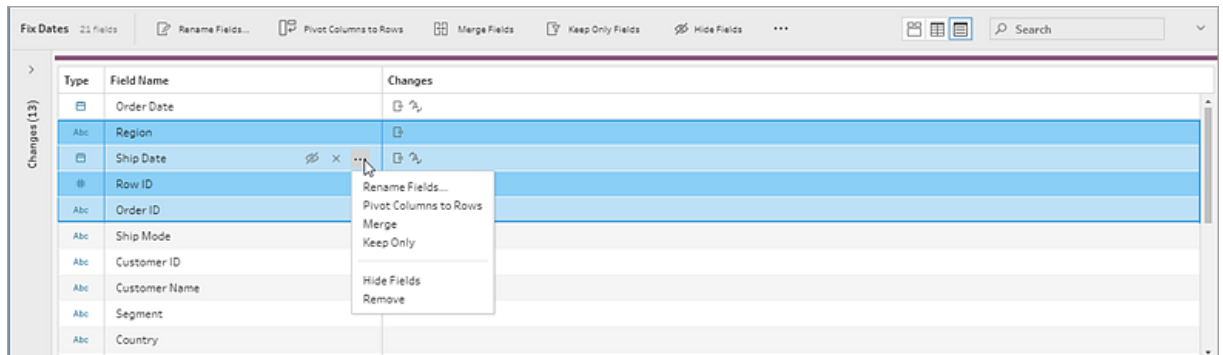 Fix Dates 21 fields Rename Fields... Pivot Columns to Rows Merge Fields Keep Only Fields Hide Fields ... Search
Changes (13)
Type Field Name Changes
Order Date
Abc Region
Ship Date
# Row ID
Abc Order ID
Rename Fields...
Pivot Columns to Rows
Merge
Keep Only
Hide Fields
Remove
Abc Ship Mode
Abc Customer ID
Abc Customer Name
Abc Segment
Abc Country